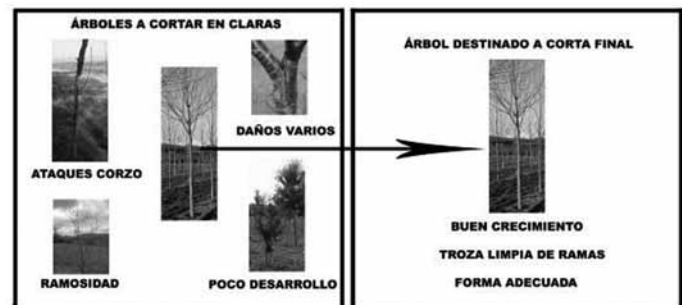 ÁRBOLES A CORTAR EN CLARAS
DAÑOS VARIOS
ATAQUES CORZO
RAMOSIDAD
POCO DESARROLLO
ÁRBOL DESTINADO A CORTA FINAL
BUEN CRECIMIENTO
TROZA LIMPIA DE RAMAS
FORMA ADECUADA